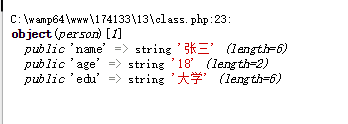 C:\wamp64\www\174133\13\class.php:23:
object(person)[1]
public 'name' => string '张三' (length=6)
public 'age' => string '18' (length=2)
public 'edu' => string '大学' (length=6)